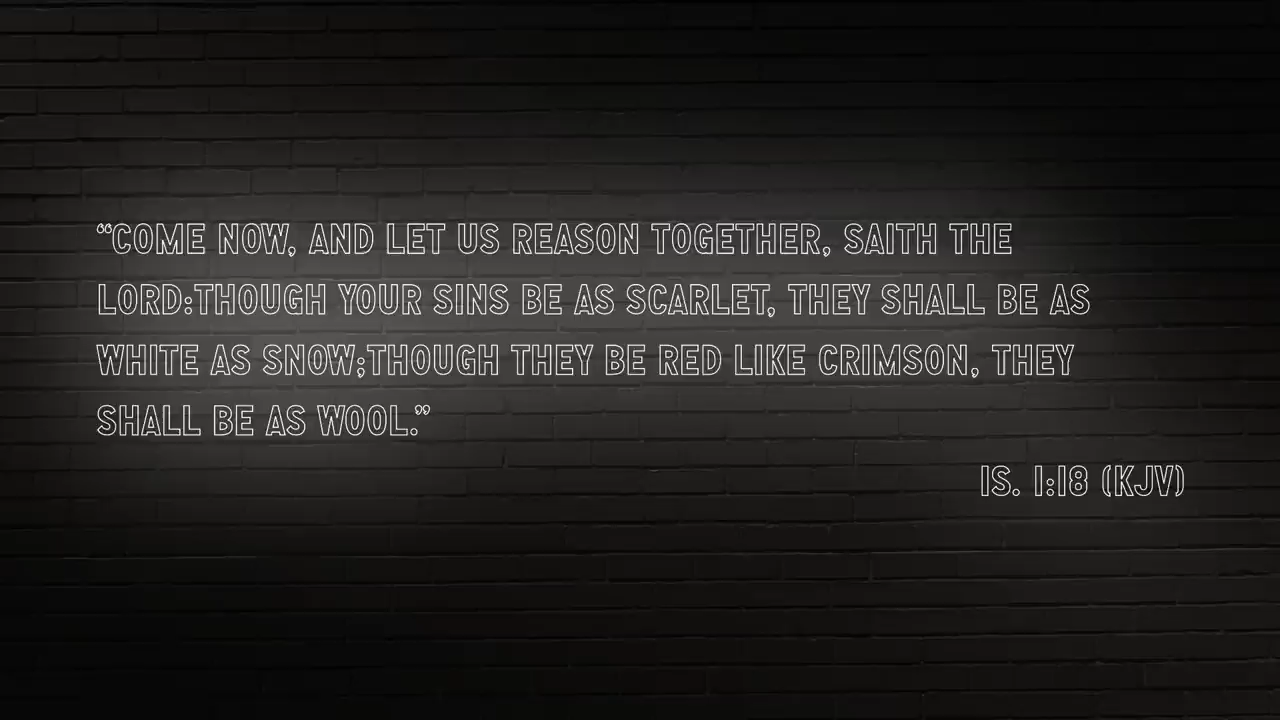 “COME NOW, AND LET US REASON TOGETHER, SAITH THE
LORD:THOUGH YOUR SINS BE AS SCARLET, THEY SHALL BE AS
WHITE AS SNOW;THOUGH THEY BE RED LIKE CRIMSON, THEY
SHALL BE AS WOOL.”
IS. 1:18 (KJV)